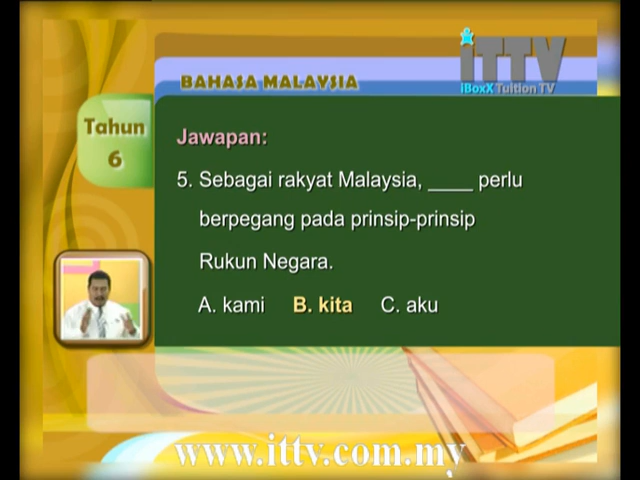 iTTV
iBoxX Tuition TV
BAHASA MALAYSIA
Tahun
6
Jawapan:
5. Sebagai rakyat Malaysia, ____ perlu
berpegang pada prinsip-prinsip
Rukun Negara.
A. kami B. kita C. aku
www.ittv.com.my